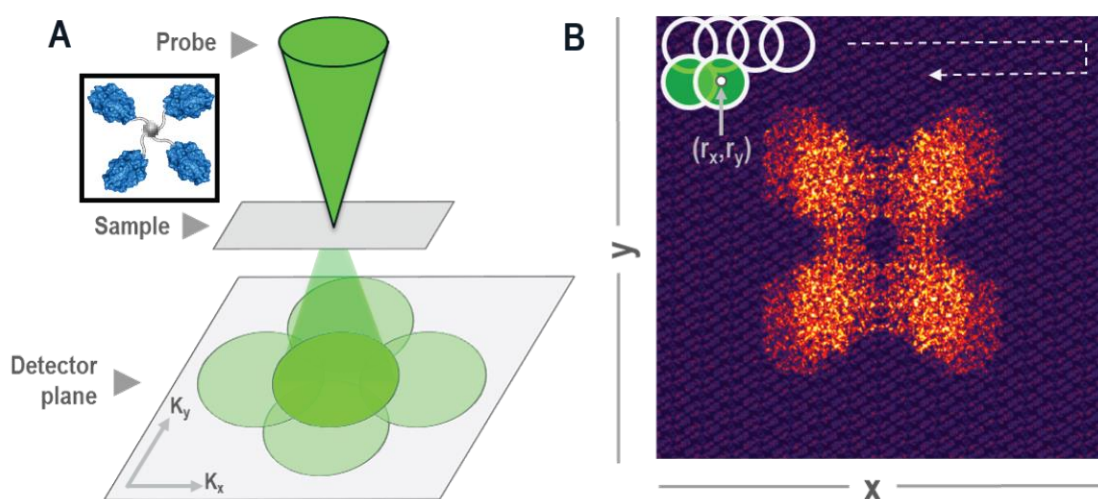 A
Probe
Sample
Detector
plane
Ky
Kx
B
(rx,ry)
y
x